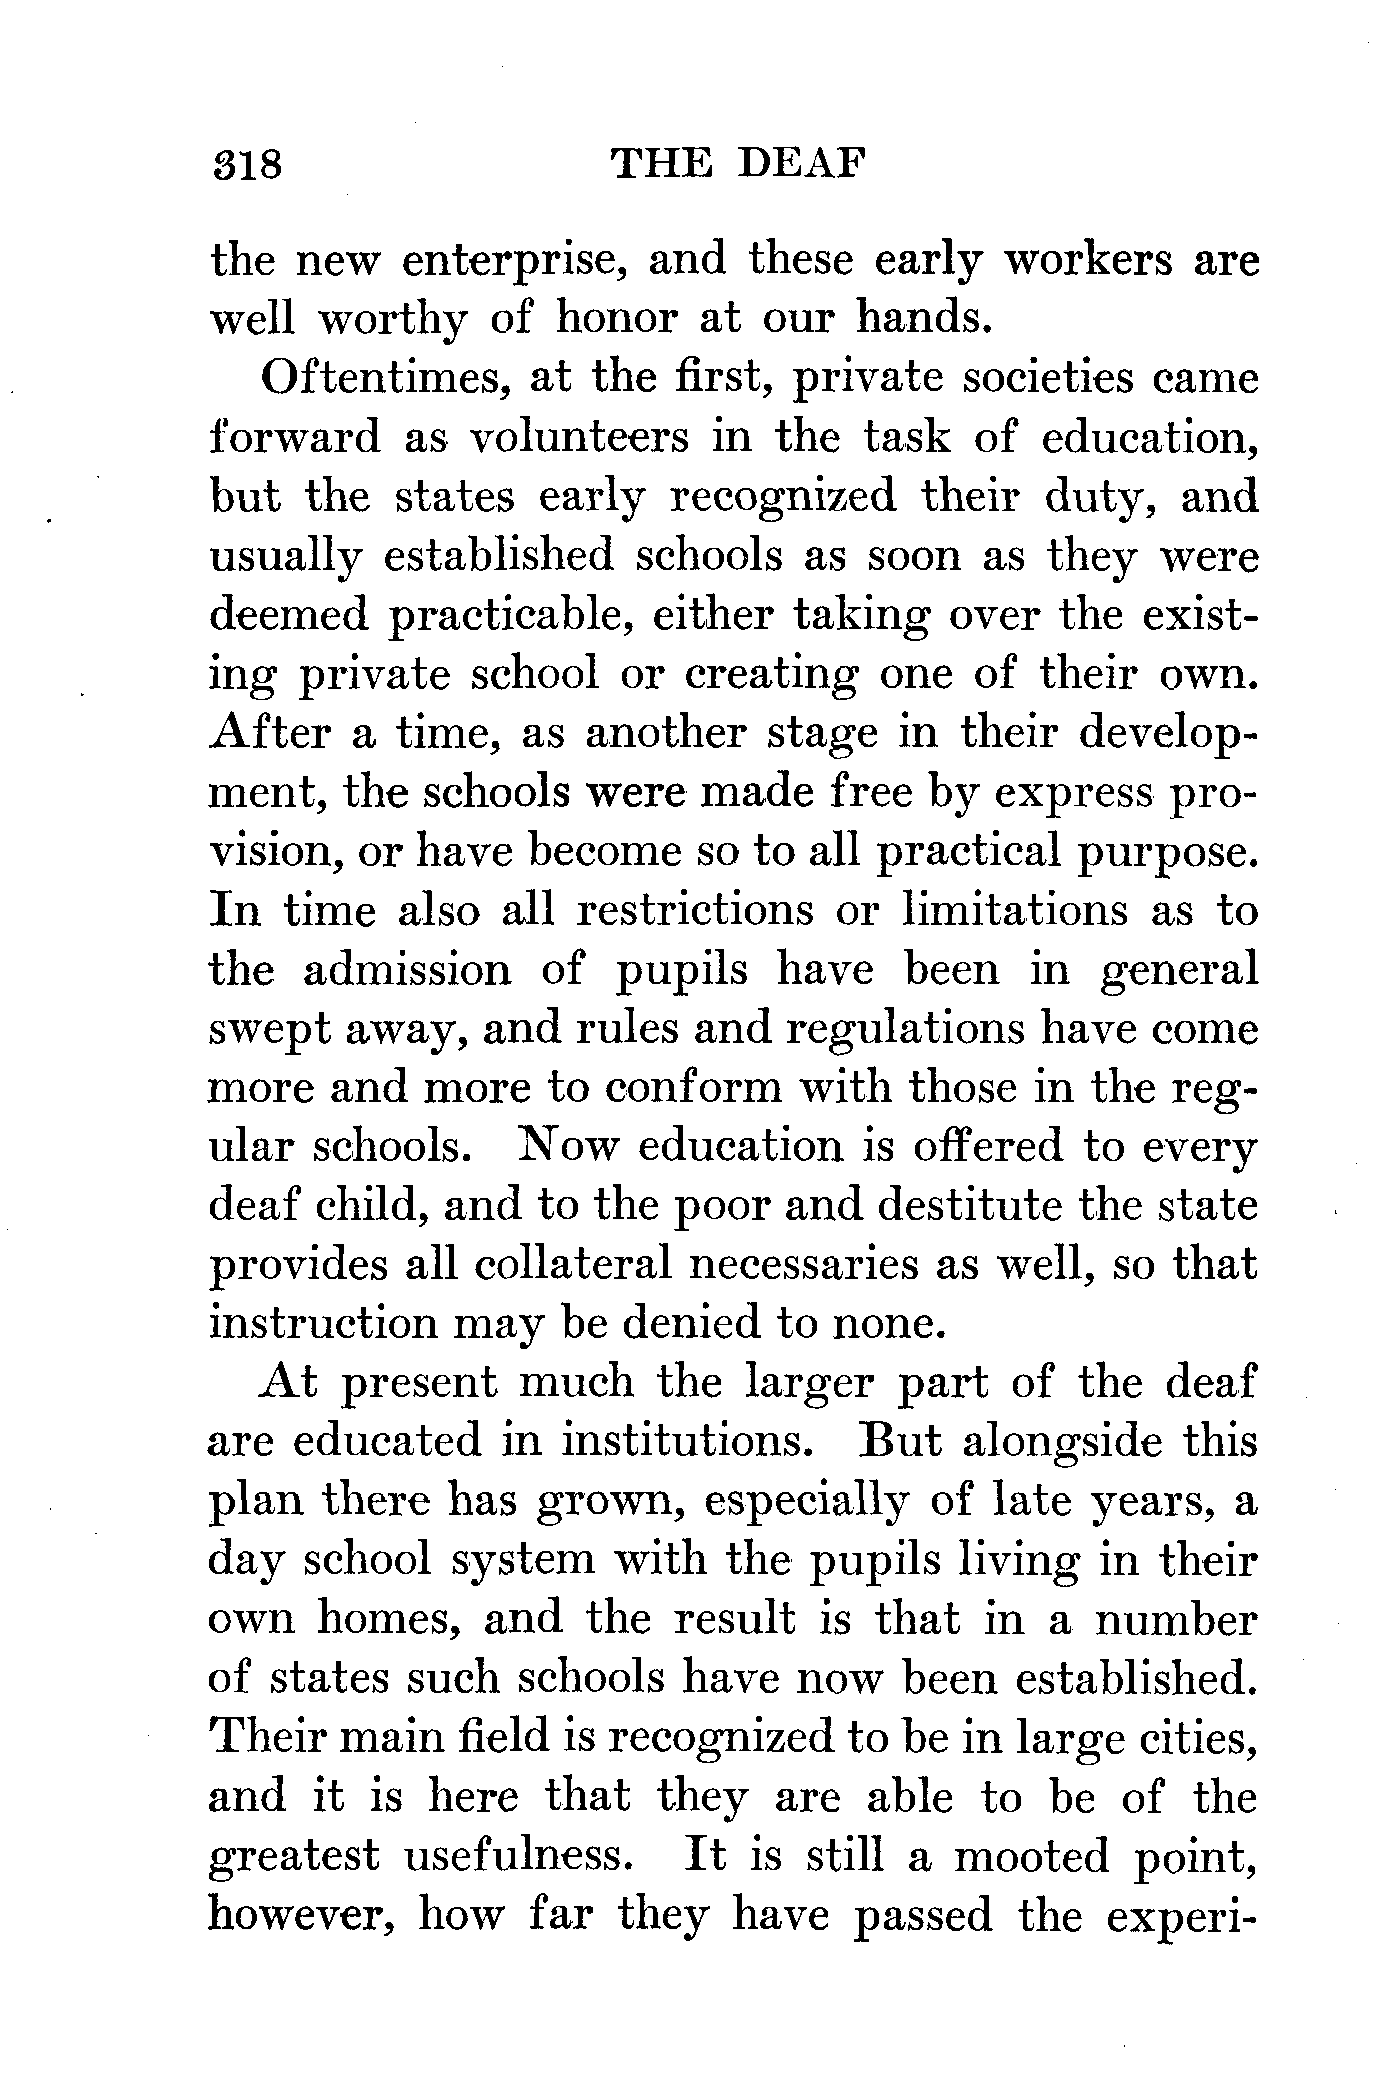 318 THE DEAF
the new enterprise, and these early workers are
well worthy of honor at our hands.
Oftentimes, at the first, private societies came
forward as volunteers in the task of education,
but the states early recognized their duty, and
usually established schools as soon as they were
deemed practicable, either taking over the exist-
ing private school or creating one of their own.
After a time, as another stage in their develop-
ment, the schools were made free by express pro-
vision, or have become so to all practical purpose.
In time also all restrictions or limitations as to
the admission of pupils have been in general
swept away, and rules and regulations have come
more and more to conform with those in the reg-
ular schools. Now education is offered to every
deaf child, and to the poor and destitute the state
provides all collateral necessaries as well, so that
instruction may be denied to none.
At present much the larger part of the deaf
are educated in institutions. But alongside this
plan there has grown, especially of late years, a
day school system with the pupils living in their
own homes, and the result is that in a number
of states such schools have now been established.
Their main field is recognized to be in large cities,
and it is here that they are able to be of the
greatest usefulness. It is still a mooted point,
however, how far they have passed the experi-